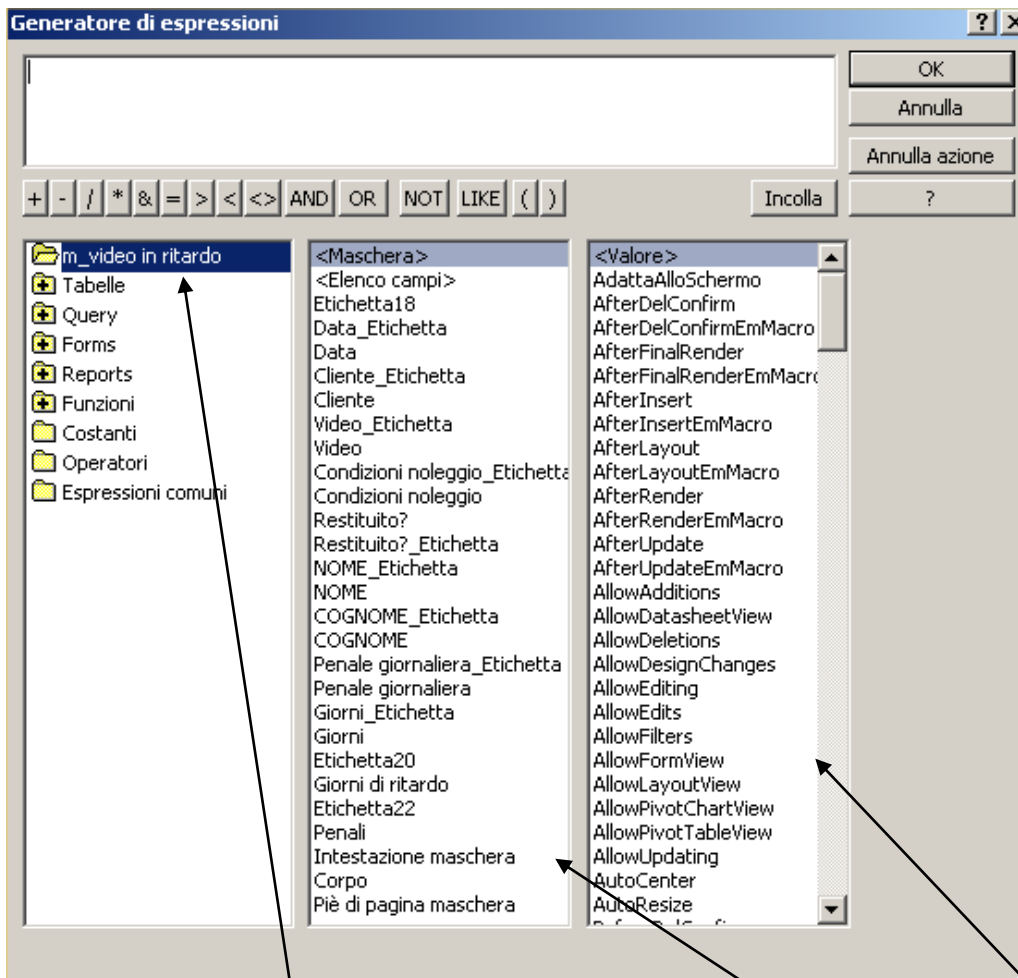 Generatore di espressioni
?
OK
Annulla
Annulla azione
+ - / * & = > < <> AND OR NOT LIKE ( ) Incolla ?
m_video in ritardo
Tabelle
Query
Forms
Reports
Funzioni
Costanti
Operatori
Espressioni comuni
<Maschera>
<Elenco campi>
Etichetta18
Data_Etichetta
Data
Cliente_Etichetta
Cliente
Video_Etichetta
Video
Condizioni noleggio_Etichetta
Condizioni noleggio
Restituito?
Restituito?_Etichetta
NOME_Etichetta
NOME
COGNOME_Etichetta
COGNOME
Penale giornaliera_Etichetta
Penale giornaliera
Giorni_Etichetta
Giorni
Etichetta20
Giorni di ritardo
Etichetta22
Penali
Intestazione maschera
Corpo
Piè di pagina maschera
<Valore>
AdattaAlloSchermo
AfterDelConfirm
AfterDelConfirmEmMacro
AfterFinalRender
AfterFinalRenderEmMacro
AfterInsert
AfterInsertEmMacro
AfterLayout
AfterLayoutEmMacro
AfterRender
AfterRenderEmMacro
AfterUpdate
AfterUpdateEmMacro
AllowAdditions
AllowDatasheetView
AllowDeletions
AllowDesignChanges
AllowEditing
AllowEdits
AllowFilters
AllowFormView
AllowLayoutView
AllowPivotChartView
AllowPivotTableView
AllowUpdating
AutoCenter
AutoResize